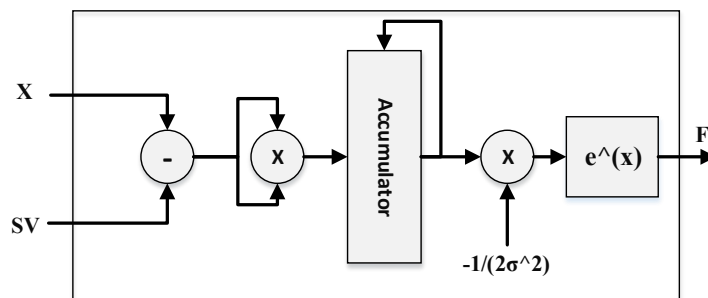 X
SV
-
X
Accumulator
X
-1/(2σ^2)
e^(x)
F